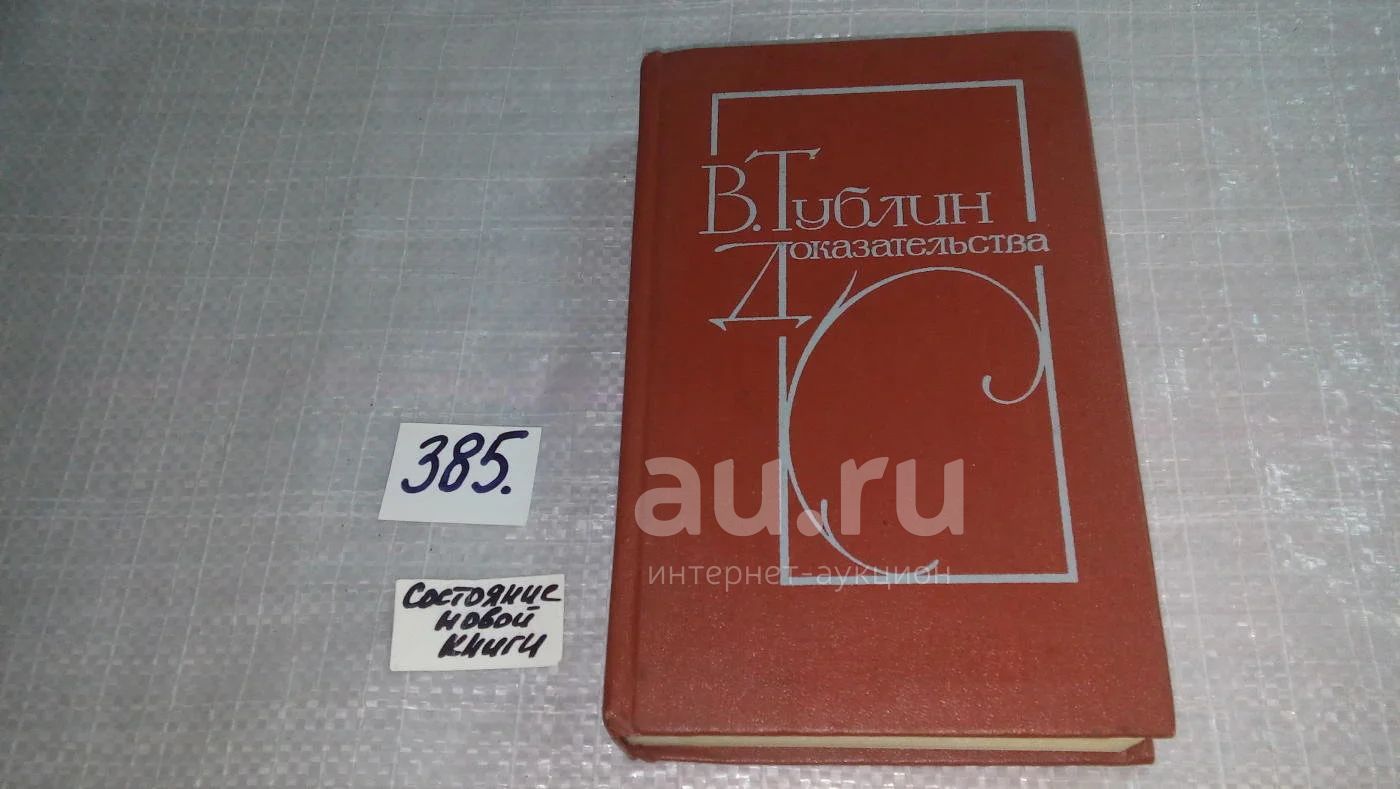 В. Тублин
Доказательства
385.
Состояние
новой
книги
au.ru
интернет-аукцион